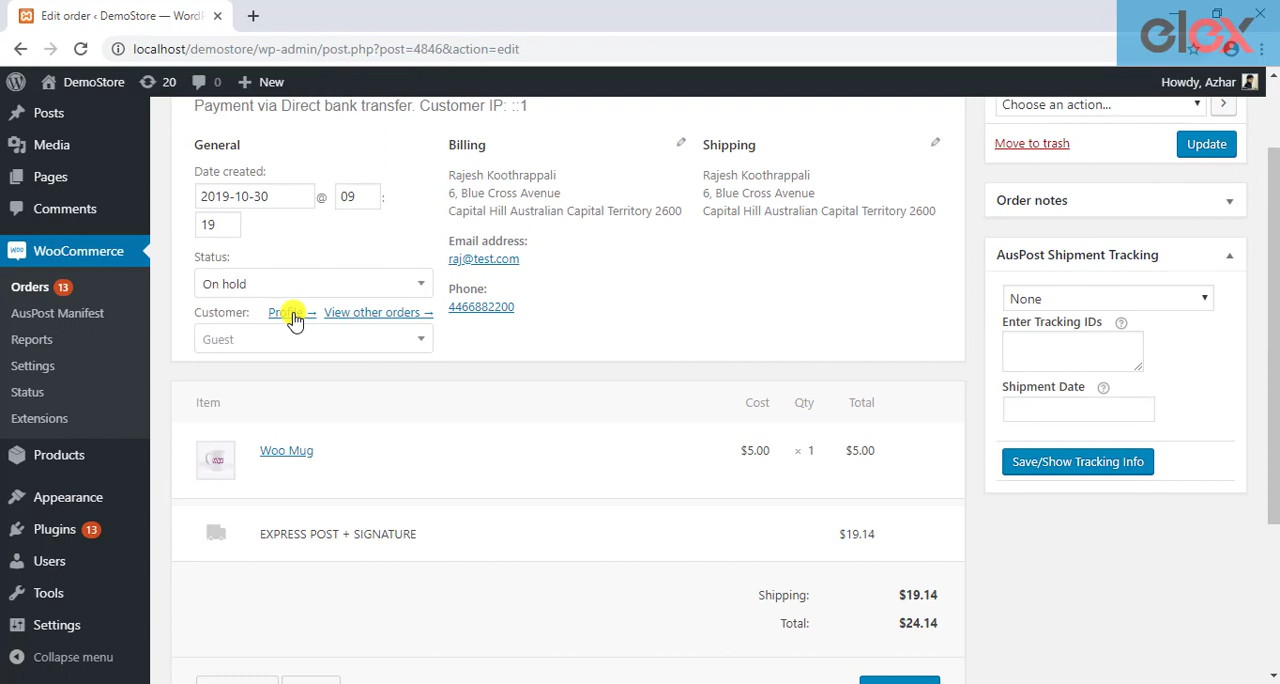 Edit order ‹ DemoStore — WordP
elex
localhost/demostore/wp-admin/post.php?post=4846&action=edit
DemoStore 20 0 New Howdy, Azhar
Posts
Media
Pages
Comments
WooCommerce
Orders 13
AusPost Manifest
Reports
Settings
Status
Extensions
Products
Appearance
Plugins 13
Users
Tools
Settings
Collapse menu
Payment via Direct bank transfer. Customer IP: ::1
General
Date created:
2019-10-30 @ 09 :
19
Status:
On hold
Customer: Profile → View other orders →
Guest
Billing
Rajesh Koothrappali
6, Blue Cross Avenue
Capital Hill Australian Capital Territory 2600
Email address:
raj@test.com
Phone:
4466882200
Shipping
Rajesh Koothrappali
6, Blue Cross Avenue
Capital Hill Australian Capital Territory 2600
Item Cost Qty Total
Woo Mug $5.00 × 1 $5.00
EXPRESS POST + SIGNATURE $19.14
Shipping: $19.14
Total: $24.14
Choose an action...
Move to trash Update
Order notes
AusPost Shipment Tracking
None
Enter Tracking IDs ?
Shipment Date ?
Save/Show Tracking Info